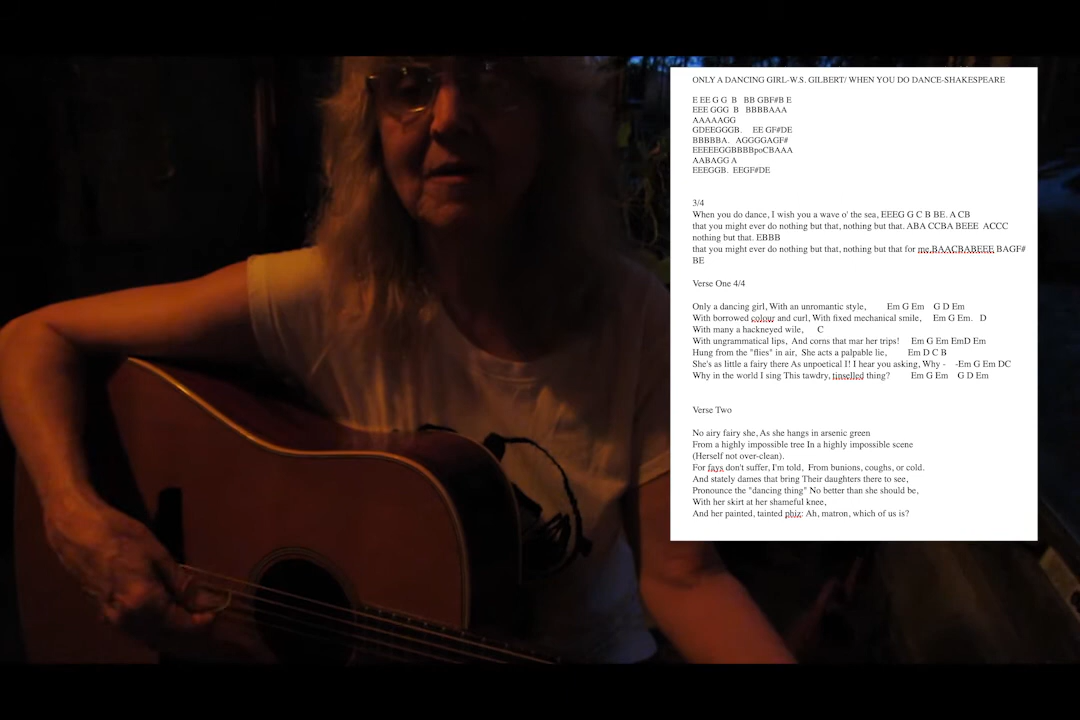 ONLY A DANCING GIRL-W.S. GILBERT/ WHEN YOU DO DANCE-SHAKESPEARE
E EE G G  B   BB GBF#B E
EEE GGG  B   BBBBAAA
AAAAAGG
GDEEGGGB.    EE GF#DE
BBBBBA.   AGGGGAGF#
EEEEEGGBBBBpoCBAAA
AABAGG A
EEEGGB.  EEGF#DE
3/4
When you do dance, I wish you a wave o' the sea, EEEG G C B BE. A CB
that you might ever do nothing but that, nothing but that. ABA CCBA BEEE  ACCC
nothing but that. EBBB
that you might ever do nothing but that, nothing but that for me.BAACBABEEE BAGF#
BE
Verse One 4/4
Only a dancing girl, With an unromantic style,        Em G Em    G D Em
With borrowed colour and curl, With fixed mechanical smile,     Em G Em.   D
With many a hackneyed wile,      C
With ungrammatical lips,  And corns that mar her trips!     Em G Em EmD Em
Hung from the "flies" in air,  She acts a palpable lie,        Em D C B
She's as little a fairy there As unpoetical I! I hear you asking, Why -    -Em G Em DC
Why in the world I sing This tawdry, tinselled thing?        Em G Em    G D Em
Verse Two
No airy fairy she, As she hangs in arsenic green
From a highly impossible tree In a highly impossible scene
(Herself not over-clean).
For fays don't suffer, I'm told,  From bunions, coughs, or cold.
And stately dames that bring Their daughters there to see,
Pronounce the "dancing thing" No better than she should be,
With her skirt at her shameful knee,
And her painted, tainted phiz: Ah, matron, which of us is?